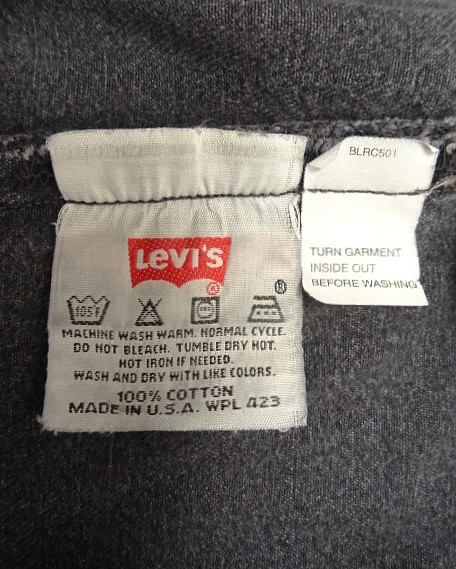 LEVI'S
®
®
105F
MACHINE WASH WARM. NORMAL CYCLE.
DO NOT BLEACH. TUMBLE DRY HOT.
HOT IRON IF NEEDED.
WASH AND DRY WITH LIKE COLORS.
100% COTTON
MADE IN U.S.A. WPL 423
BLRC501
TURN GARMENT
INSIDE OUT
BEFORE WASHING